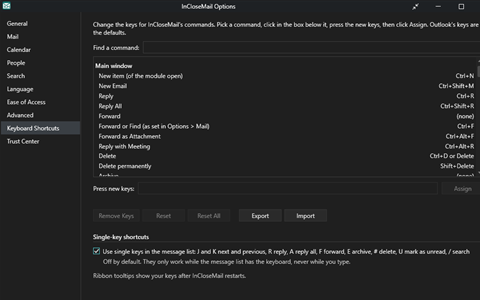 InCloseMail Options
General
Mail
Calendar
People
Search
Language
Ease of Access
Advanced
Keyboard Shortcuts
Trust Center
Change the keys for InCloseMail's commands. Pick a command, click in the box below it, press the new keys, then click Assign. Outlook's keys are
the defaults.
Find a command:
Main window
New item (of the module open) Ctrl+N
New Email Ctrl+Shift+M
Reply Ctrl+R
Reply All Ctrl+Shift+R
Forward (none)
Forward or Find (as set in Options > Mail) Ctrl+F
Forward as Attachment Ctrl+Alt+F
Reply with Meeting Ctrl+Alt+R
Delete Ctrl+D or Delete
Delete permanently Shift+Delete
Archive (none)
Press new keys: Assign
Remove Keys Reset Reset All Export Import
Single-key shortcuts
Use single keys in the message list: J and K next and previous, R reply, A reply all, F forward, E archive, # delete, U mark as unread, / search
Off by default. They only work while the message list has the keyboard, never while you type.
Ribbon tooltips show your keys after InCloseMail restarts.